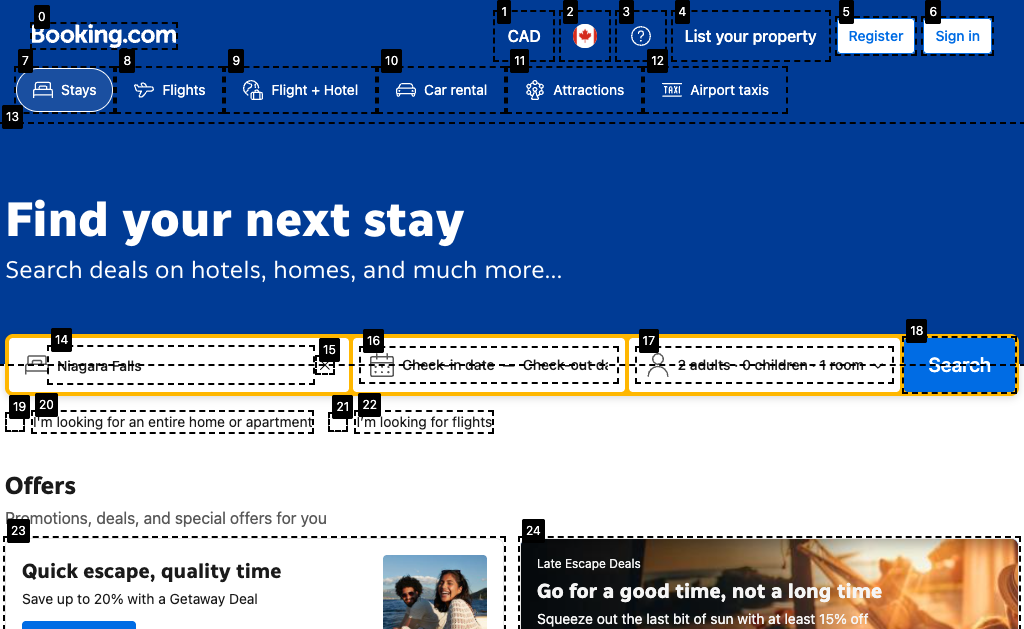 0
1
2
3
4
5
6
Booking.com
CAD
List your property
Register
Sign in
7
8
9
10
11
12
Stays
Flights
Flight + Hotel
Car rental
Attractions
TAXI
Airport taxis
13
Find your next stay
Search deals on hotels, homes, and much more...
14
15
16
17
18
Niagara Falls
Check-in date — Check-out da
2 adults · 0 children · 1 room
Search
19
20
21
22
I'm looking for an entire home or apartment
I'm looking for flights
Offers
Promotions, deals, and special offers for you
23
24
Quick escape, quality time
Save up to 20% with a Getaway Deal
Late Escape Deals
Go for a good time, not a long time
Squeeze out the last bit of sun with at least 15% off